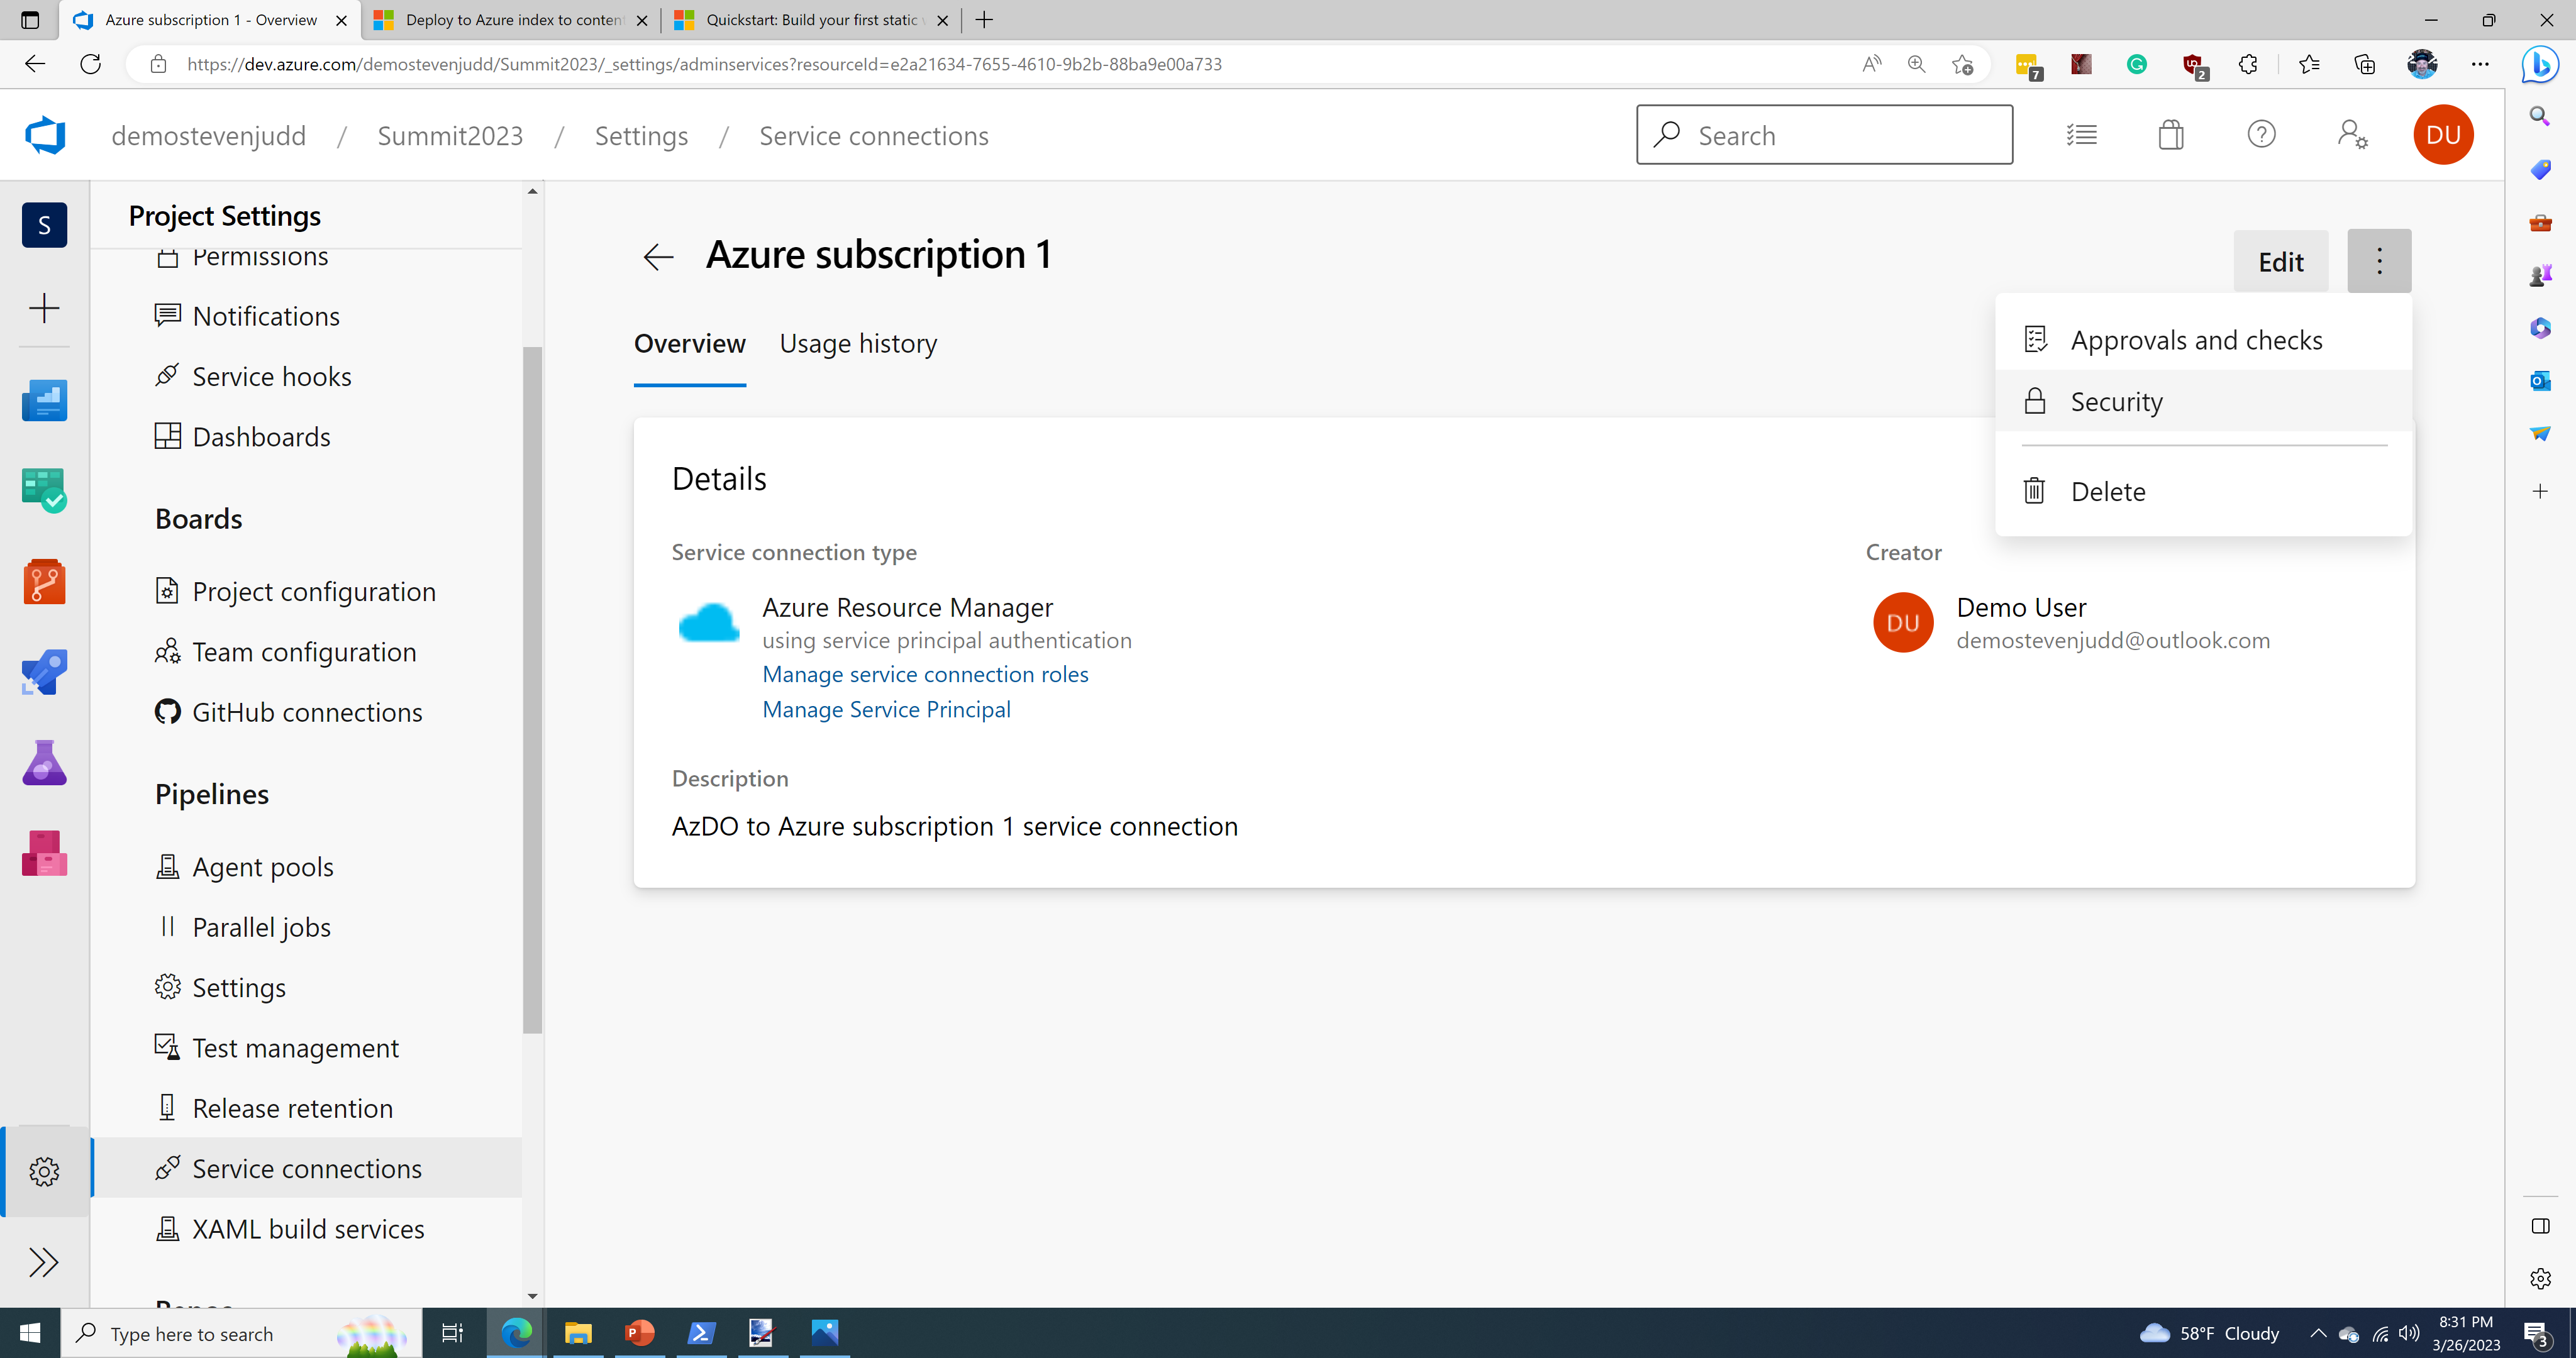 Azure subscription 1 - Overview
Deploy to Azure index to conten
Quickstart: Build your first static
https://dev.azure.com/demostevenjudd/Summit2023/_settings/adminservices?resourceId=e2a21634-7655-4610-9b2b-88ba9e00a733
7
2
demostevenjudd / Summit2023 / Settings / Service connections
Search
DU
S
Project Settings
Permissions
Notifications
Service hooks
Dashboards
Boards
Project configuration
Team configuration
GitHub connections
Pipelines
Agent pools
Parallel jobs
Settings
Test management
Release retention
Service connections
XAML build services
Azure subscription 1
Edit
Overview
Usage history
Approvals and checks
Security
Delete
Details
Service connection type
Azure Resource Manager
using service principal authentication
Manage service connection roles
Manage Service Principal
Creator
DU
Demo User
demostevenjudd@outlook.com
Description
AzDO to Azure subscription 1 service connection
Type here to search
58°F Cloudy
8:31 PM
3/26/2023
3